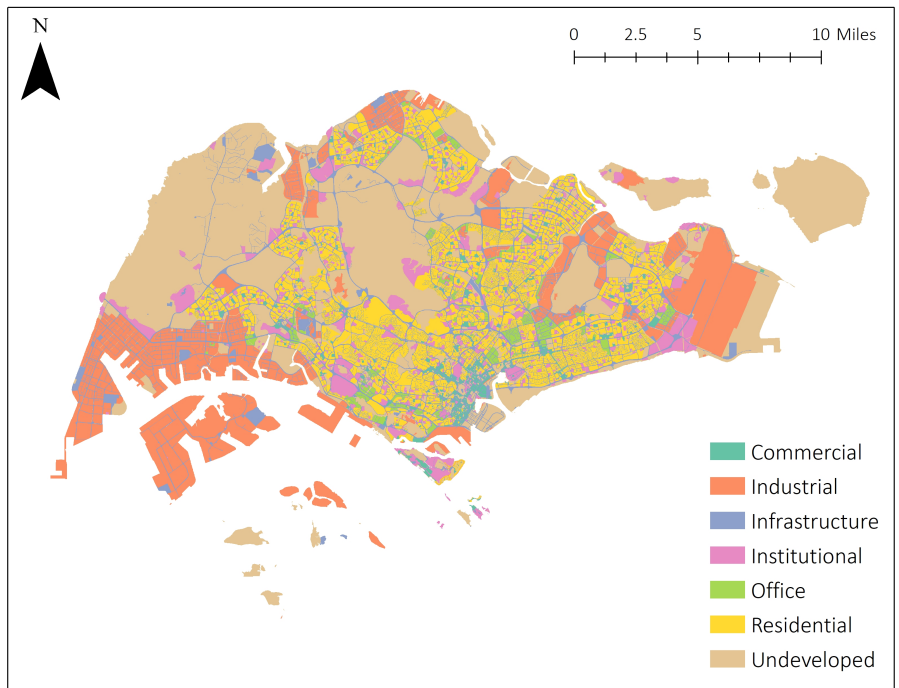 N
0 2.5 5 10 Miles
Commercial
Industrial
Infrastructure
Institutional
Office
Residential
Undeveloped